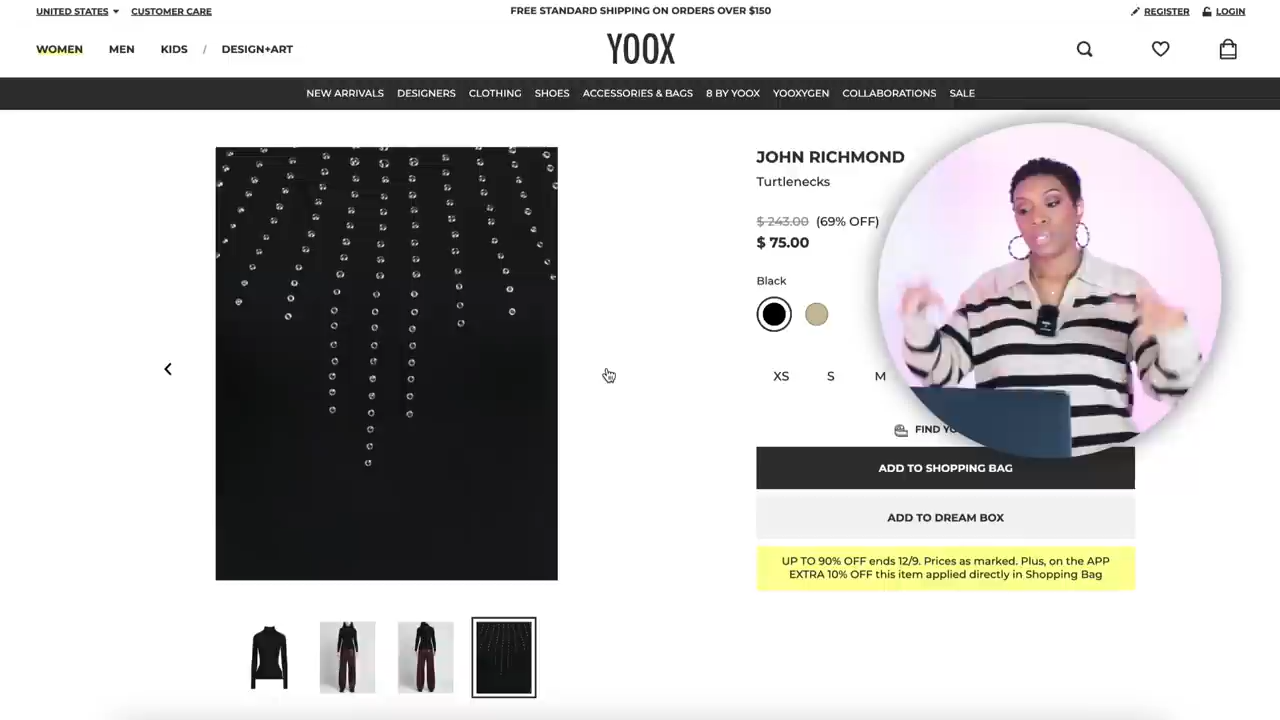 UNITED STATES
CUSTOMER CARE
FREE STANDARD SHIPPING ON ORDERS OVER $150
REGISTER
LOGIN
WOMEN
MEN
KIDS
/
DESIGN+ART
YOOX
NEW ARRIVALS
DESIGNERS
CLOTHING
SHOES
ACCESSORIES & BAGS
8 BY YOOX
YOOXYGEN
COLLABORATIONS
SALE
JOHN RICHMOND
Turtlenecks
$ 243.00 (69% OFF)
$ 75.00
Black
XS
S
M
FIND
ADD TO SHOPPING BAG
ADD TO DREAM BOX
UP TO 90% OFF ends 12/9. Prices as marked. Plus, on the APP
EXTRA 10% OFF this item applied directly in Shopping Bag